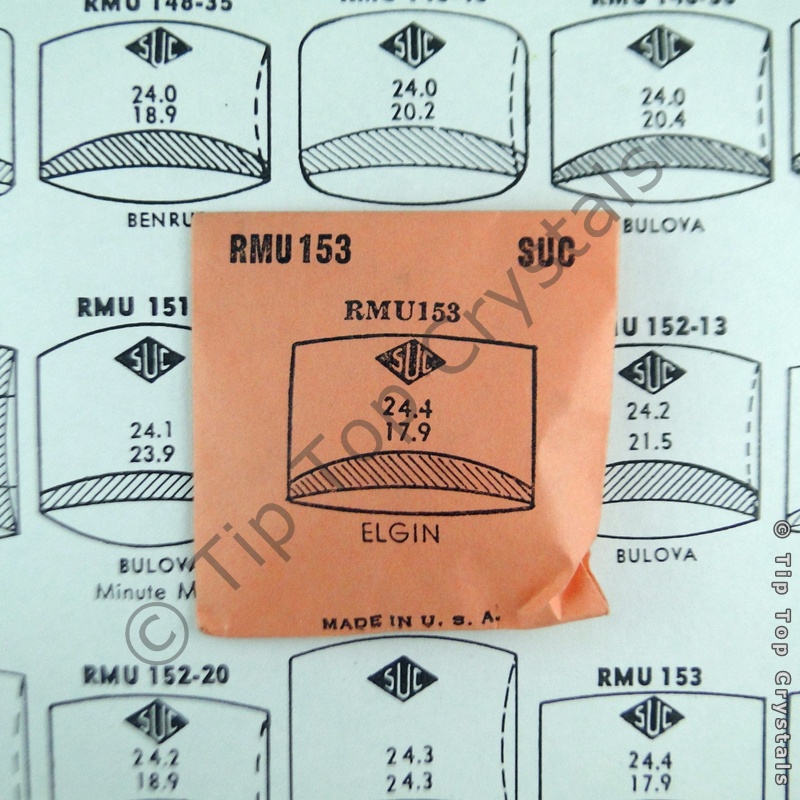 RMU 148-35
SUC
24.0
18.9
BENRU
SUC
24.0
20.2
SUC
24.0
20.4
BULOVA
RMU 151
SUC
24.1
23.9
BULOVA
Minute M
RMU 153 SUC
RMU153
SUC
24.4
17.9
ELGIN
MADE IN U. S. A.
MU 152-13
SUC
24.2
21.5
BULOVA
RMU 152-20
SUC
24.2
18.9
SUC
24.3
24.3
RMU 153
SUC
24.4
17.9
© Tip Top Crystals
© Tip Top Crystals